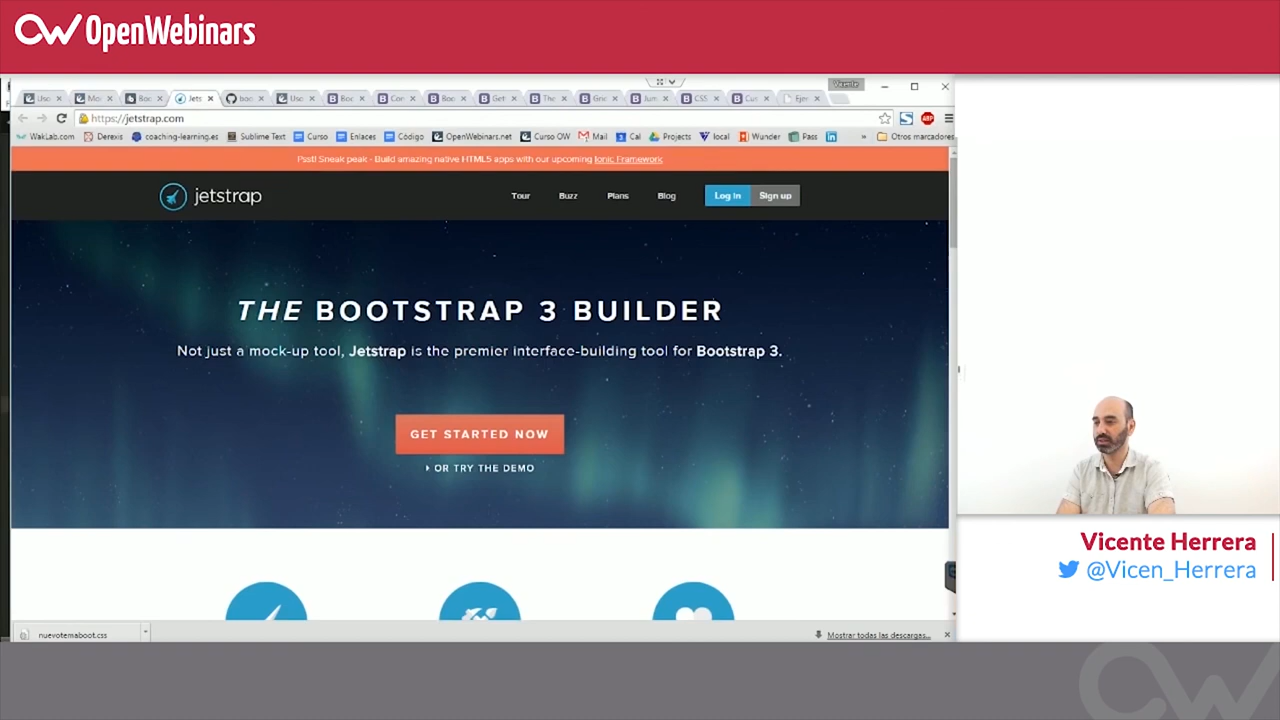 OpenWebinars
Vicente
Jets
https://jetstrap.com
WakLab.com Derexis coaching-learning.es Sublime Text Curso Enlaces Código OpenWebinars.net Curso OW Mail Cal Projects local Wunder Pass in » Otros marcadores
Psst! Sneak peak - Build amazing native HTML5 apps with our upcoming Ionic Framework
jetstrap Tour Buzz Plans Blog Log in Sign up
THE BOOTSTRAP 3 BUILDER
Not just a mock-up tool, Jetstrap is the premier interface-building tool for Bootstrap 3.
GET STARTED NOW
OR TRY THE DEMO
Vicente Herrera
@Vicen_Herrera
nuevotemaboot.css Mostrar todas las descargas...